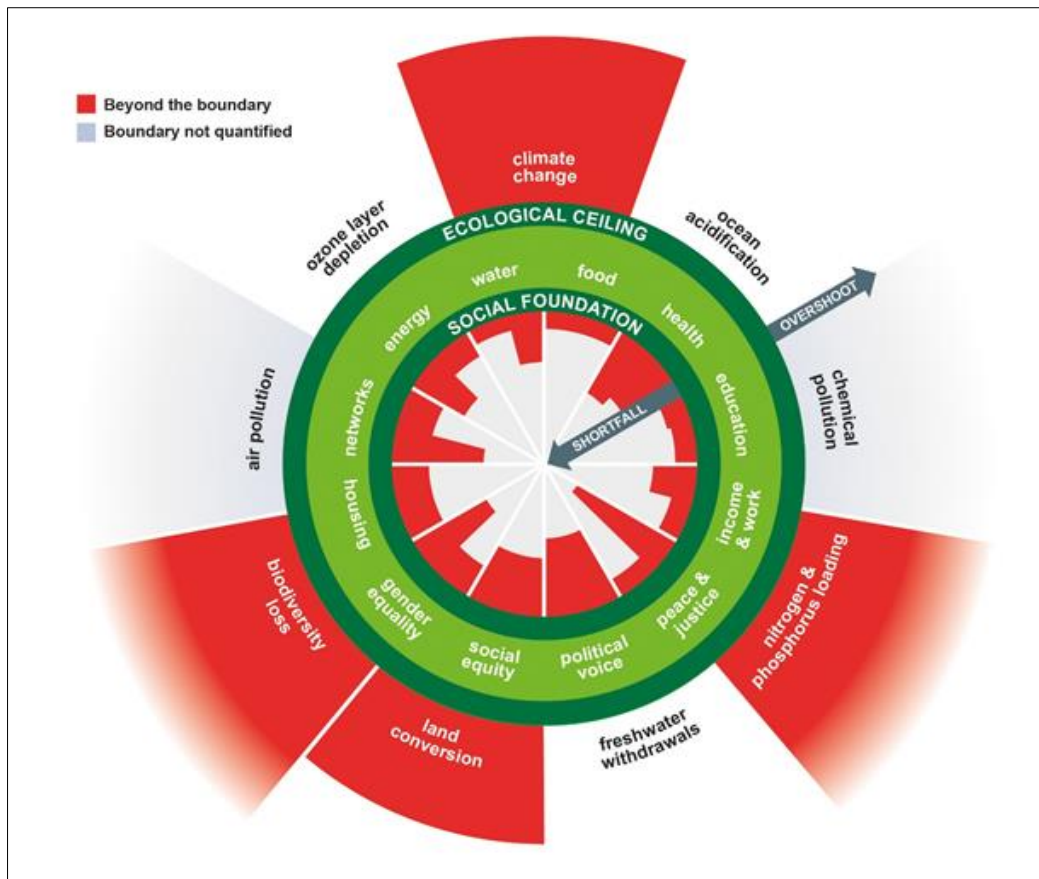 Beyond the boundary
Boundary not quantified
climate
change
ozone layer
depletion
ocean
acidification
ECOLOGICAL CEILING
OVERSHOOT
water
food
energy
health
SOCIAL FOUNDATION
networks
education
SHORTFALL
air pollution
chemical
pollution
housing
income
& work
gender
equality
peace &
justice
social
equity
political
voice
biodiversity
loss
nitrogen &
phosphorus loading
land
conversion
freshwater
withdrawals